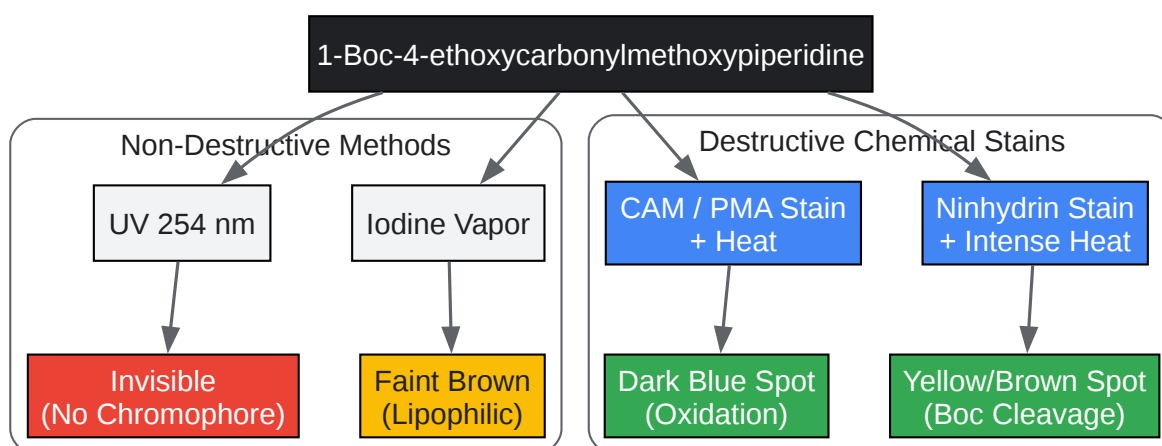 1-Boc-4-ethoxycarbonylmethoxypiperidine
Non-Destructive Methods
Destructive Chemical Stains
UV 254 nm
Iodine Vapor
CAM / PMA Stain
+ Heat
Ninhydrin Stain
+ Intense Heat
Invisible
(No Chromophore)
Faint Brown
(Lipophilic)
Dark Blue Spot
(Oxidation)
Yellow/Brown Spot
(Boc Cleavage)